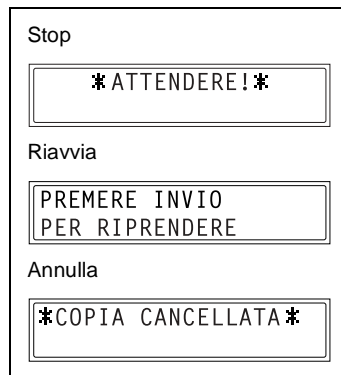 Stop
*ATTENDERE!*
Riavvia
PREMERE INVIO
PER RIPRENDERE
Annulla
*COPIA CANCELLATA*